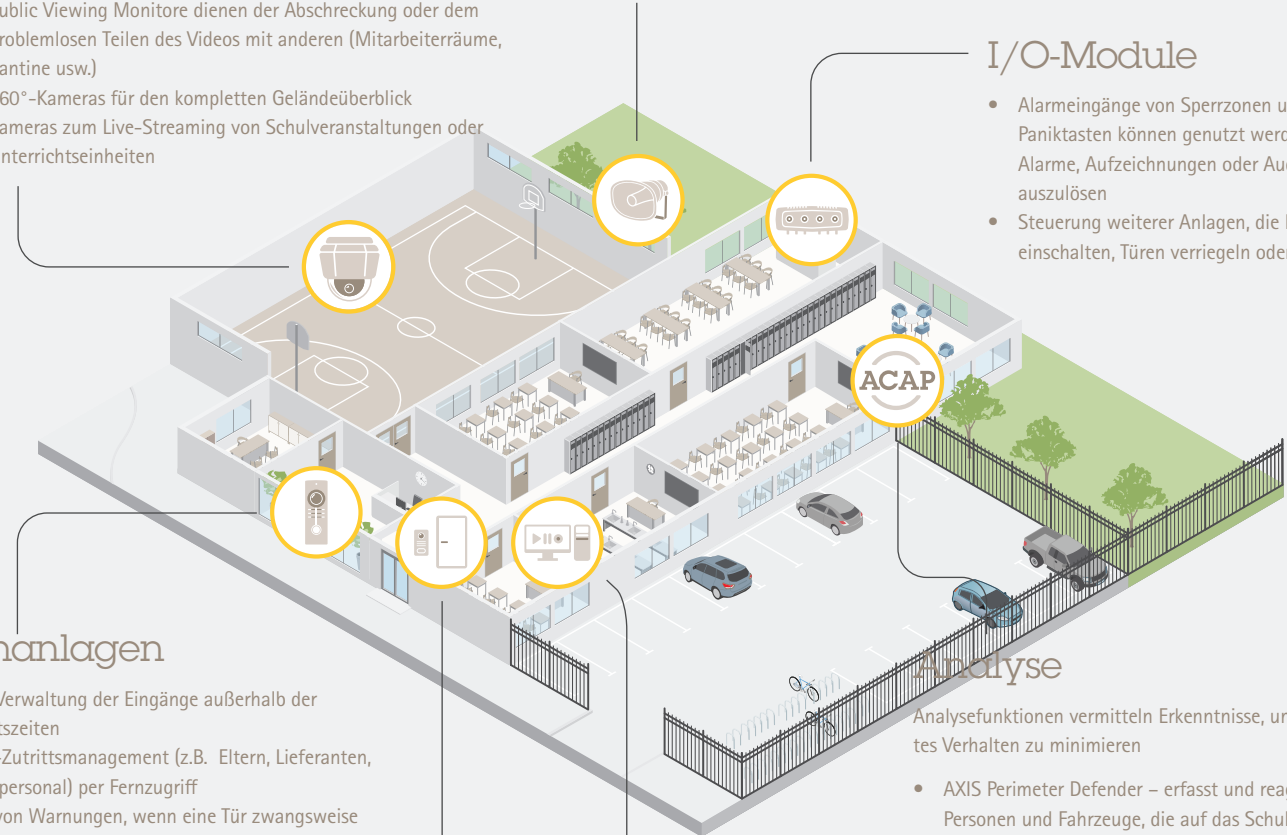 ublic Viewing Monitore dienen der Abschreckung oder dem
roblemlosen Teilen des Videos mit anderen (Mitarbeiterräume,
antine usw.)
60°-Kameras für den kompletten Geländeüberblick
ameras zum Live-Streaming von Schulveranstaltungen oder
nterrichtseinheiten
I/O-Module
• Alarmeingänge von Sperrzonen u
Paniktasten können genutzt werd
Alarme, Aufzeichnungen oder Au
auszulösen
• Steuerung weiterer Anlagen, die
einschalten, Türen verriegeln oder
ACAP
nanlagen
Verwaltung der Eingänge außerhalb der
tszeiten
-Zutrittsmanagement (z.B. Eltern, Lieferanten,
personal) per Fernzugriff
von Warnungen, wenn eine Tür zwangsweise
Analyse
Analysefunktionen vermitteln Erkenntnisse, un
tes Verhalten zu minimieren
• AXIS Perimeter Defender – erfasst und reag
Personen und Fahrzeuge, die auf das Schul